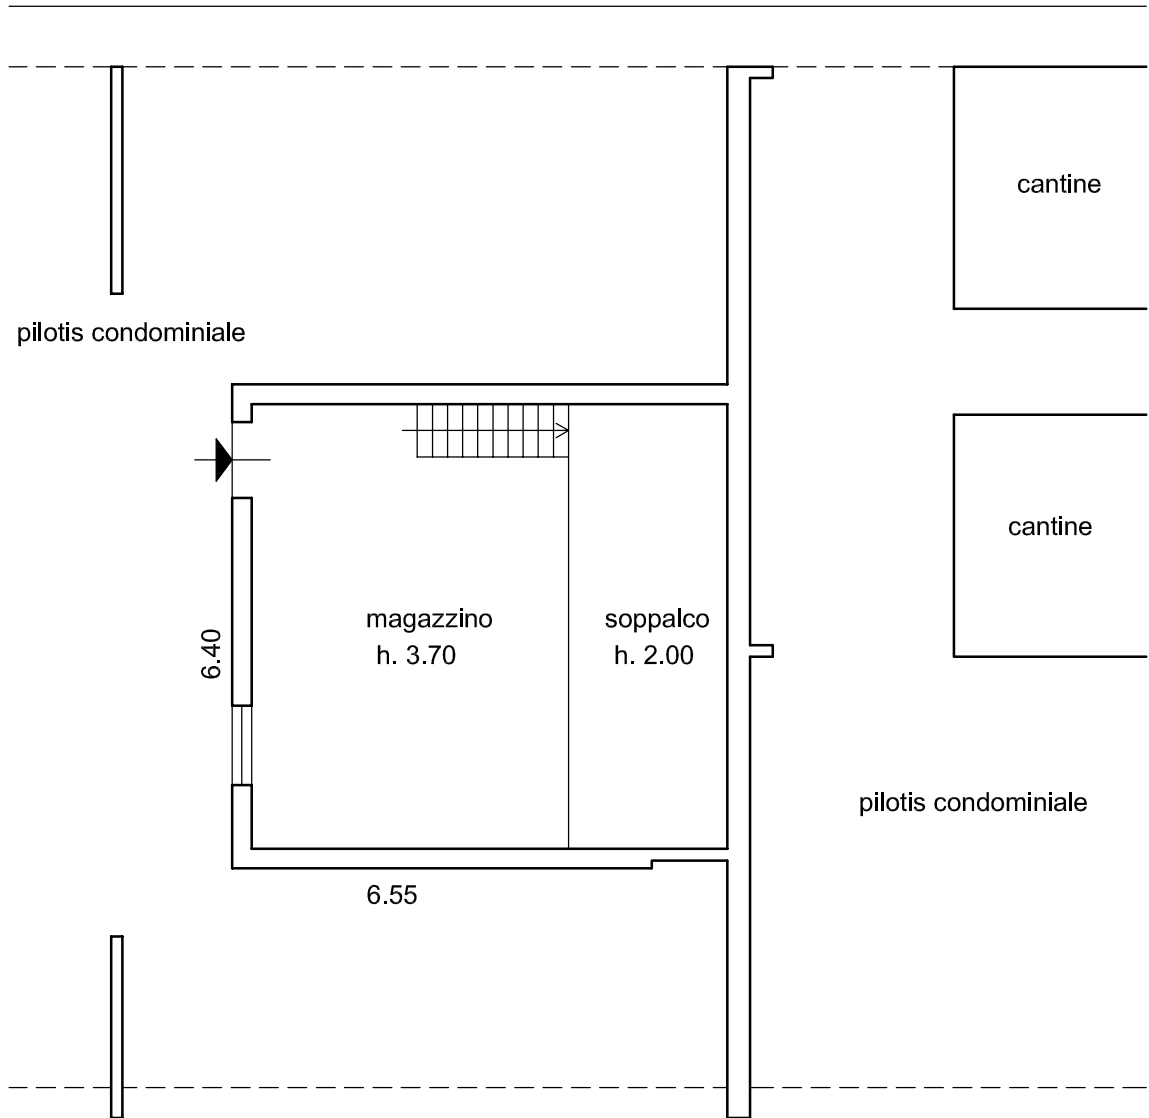 cantine
pilotis condominiale
cantine
magazzino
h. 3.70
soppalco
h. 2.00
6.40
pilotis condominiale
6.55